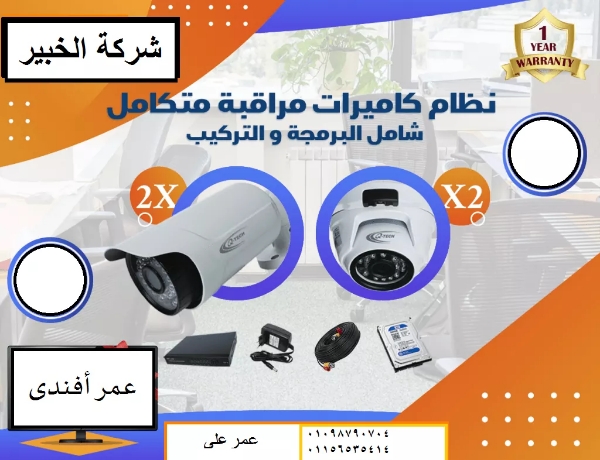 شركة الخبير
1
YEAR
WARRANTY
نظام كاميرات مراقبة متكامل
شامل البرمجة و التركيب
2X
X2
عمر أفندى
عمر على
٠١٠٩٨٧٩٠٧٠٤
٠١١٥٦٥٣٥٤١٤